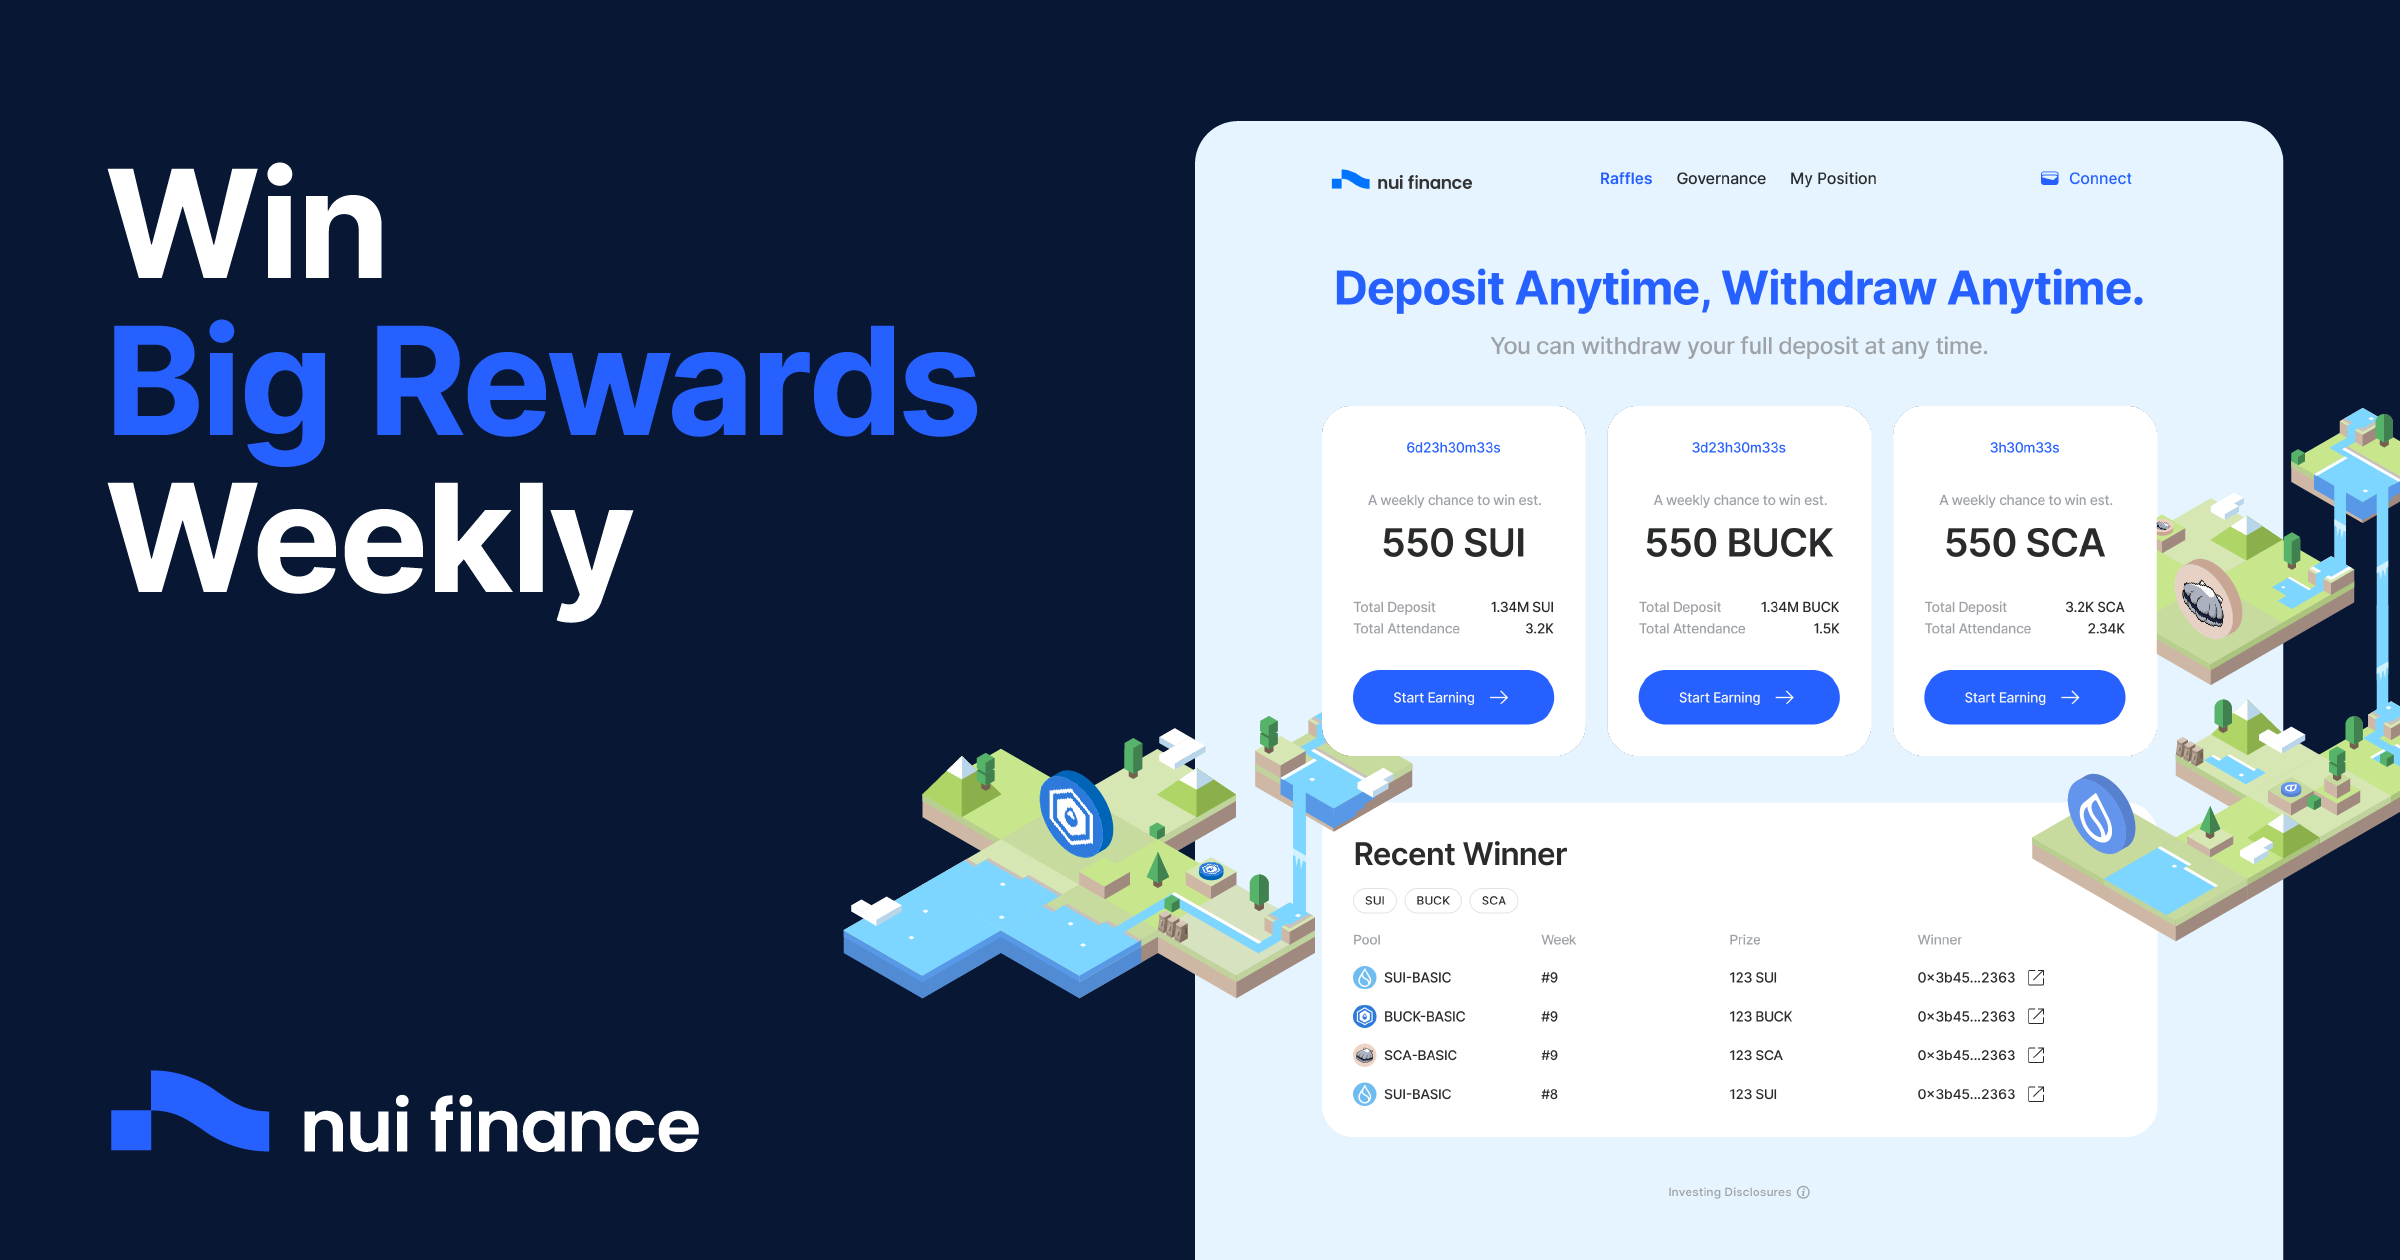 Win
Big Rewards
Weekly
nui finance
nui finance
Raffles Governance My Position
Connect
Deposit Anytime, Withdraw Anytime.
You can withdraw your full deposit at any time.
6d23h30m33s
A weekly chance to win est.
550 SUI
Total Deposit 1.34M SUI
Total Attendance 3.2K
Start Earning
3d23h30m33s
A weekly chance to win est.
550 BUCK
Total Deposit 1.34M BUCK
Total Attendance 1.5K
Start Earning
3h30m33s
A weekly chance to win est.
550 SCA
Total Deposit 3.2K SCA
Total Attendance 2.34K
Start Earning
Recent Winner
SUI BUCK SCA
Pool Week Prize Winner
SUI-BASIC #9 123 SUI 0x3b45...2363
BUCK-BASIC #9 123 BUCK 0x3b45...2363
SCA-BASIC #9 123 SCA 0x3b45...2363
SUI-BASIC #8 123 SUI 0x3b45...2363
Investing Disclosures